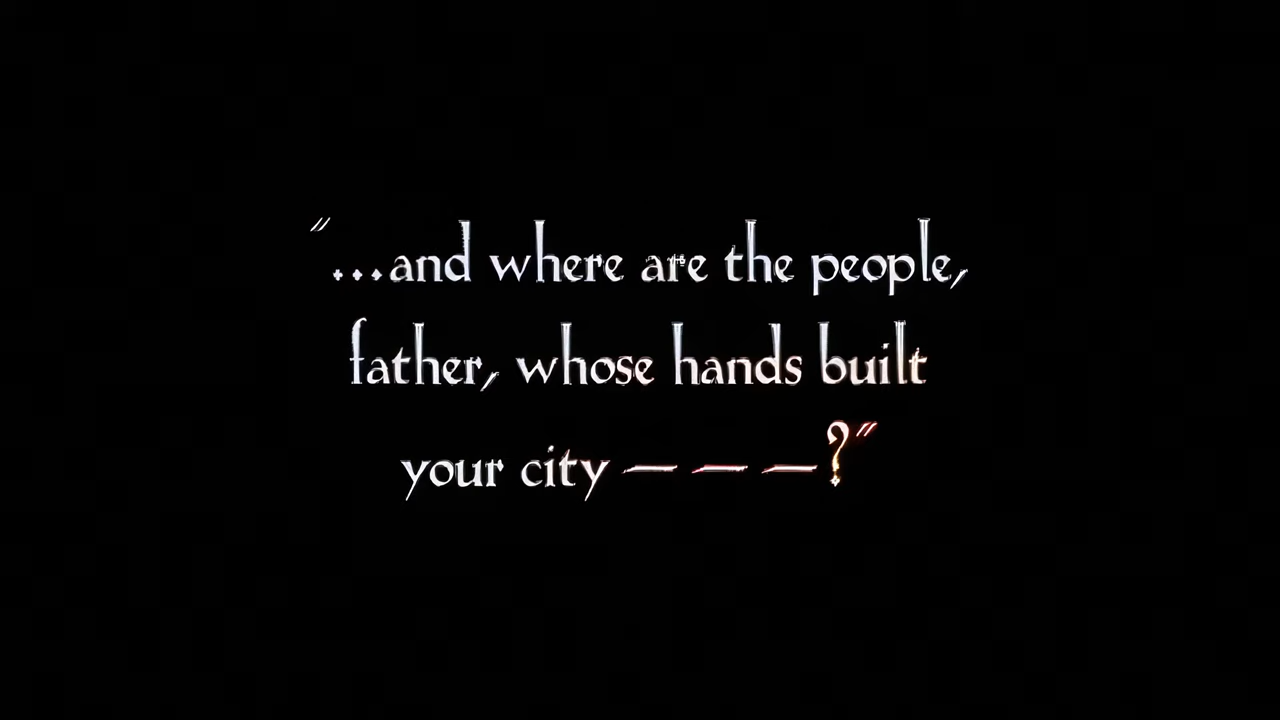 "...and where are the people,
father, whose hands built
your city — — —?"